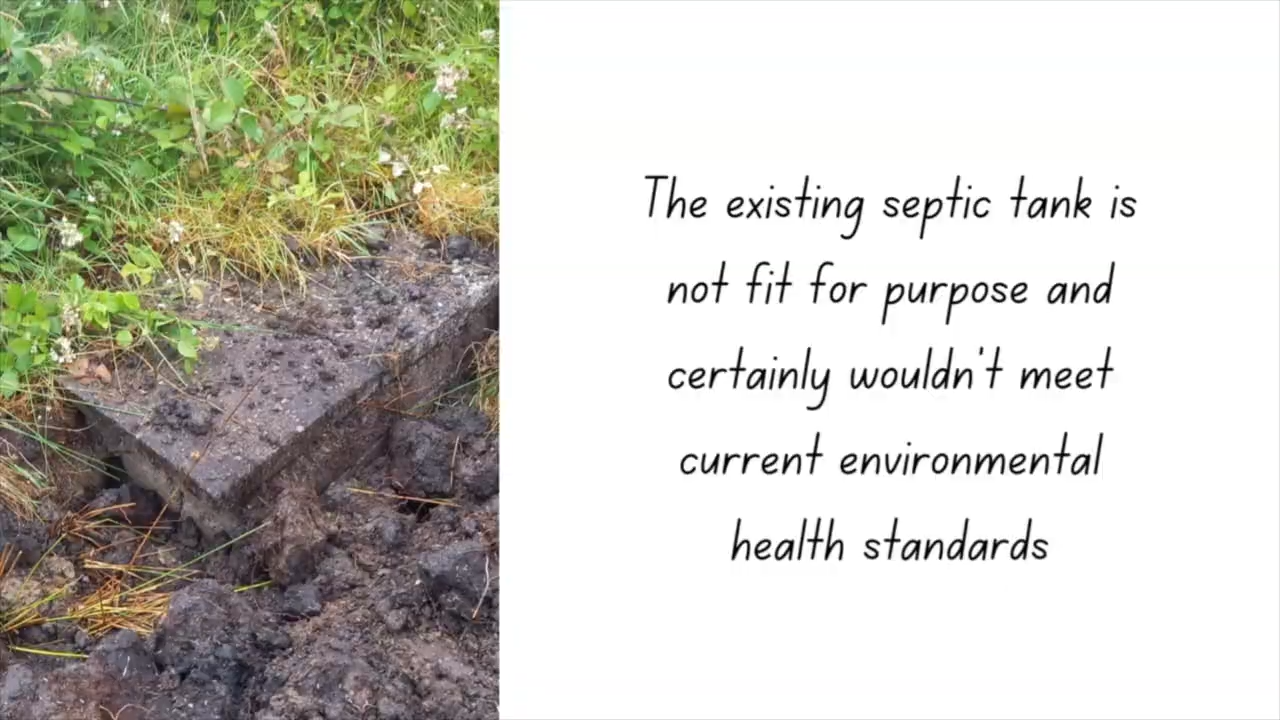 The existing septic tank is
not fit for purpose and
certainly wouldn't meet
current environmental
health standards